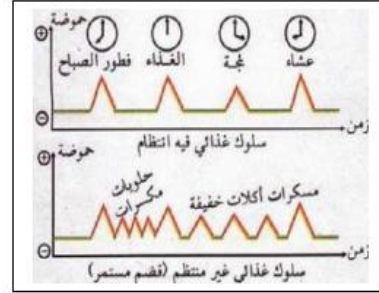 حموضة
فطور الصباح الغذاء لمجة عشاء
زمن
سلوك غذائي فيه انتظام
حموضة
حلويات
مكسرات
مسكرات أكلات خفيفة
زمن
سلوك غذائي غير منتظم (قضم مستمر)